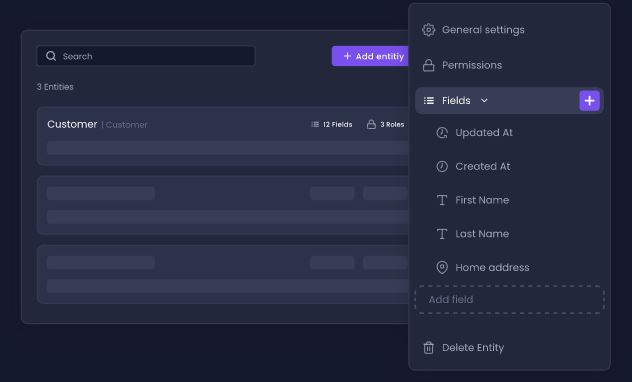 Search
+ Add entitiy
3 Entities
Customer | Customer
12 Fields
3 Roles
General settings
Permissions
Fields
Updated At
Created At
First Name
Last Name
Home address
Add field
Delete Entity